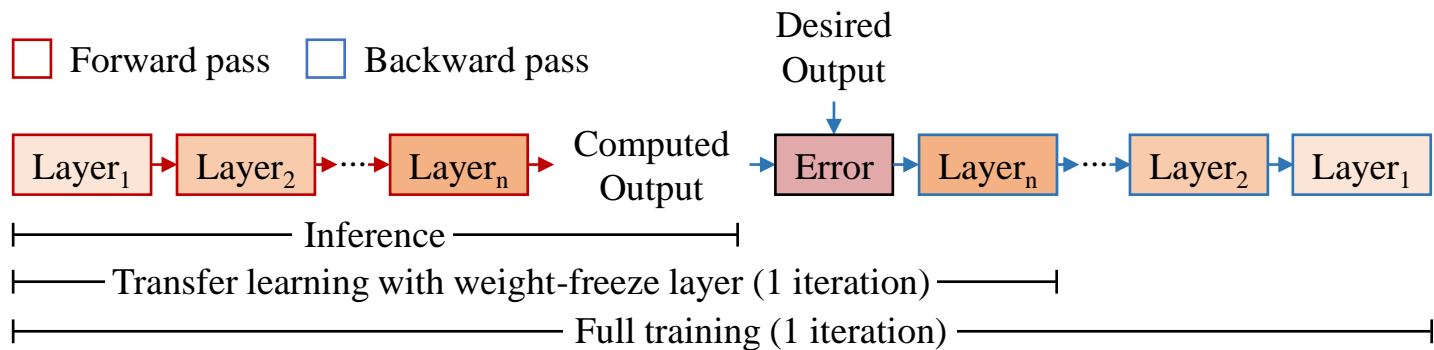 Forward pass
Backward pass
Desired
Output
Layer₁
Layer₂
....
Layerₙ
Computed
Output
Error
Layerₙ
....
Layer₂
Layer₁
Inference
Transfer learning with weight-freeze layer (1 iteration)
Full training (1 iteration)